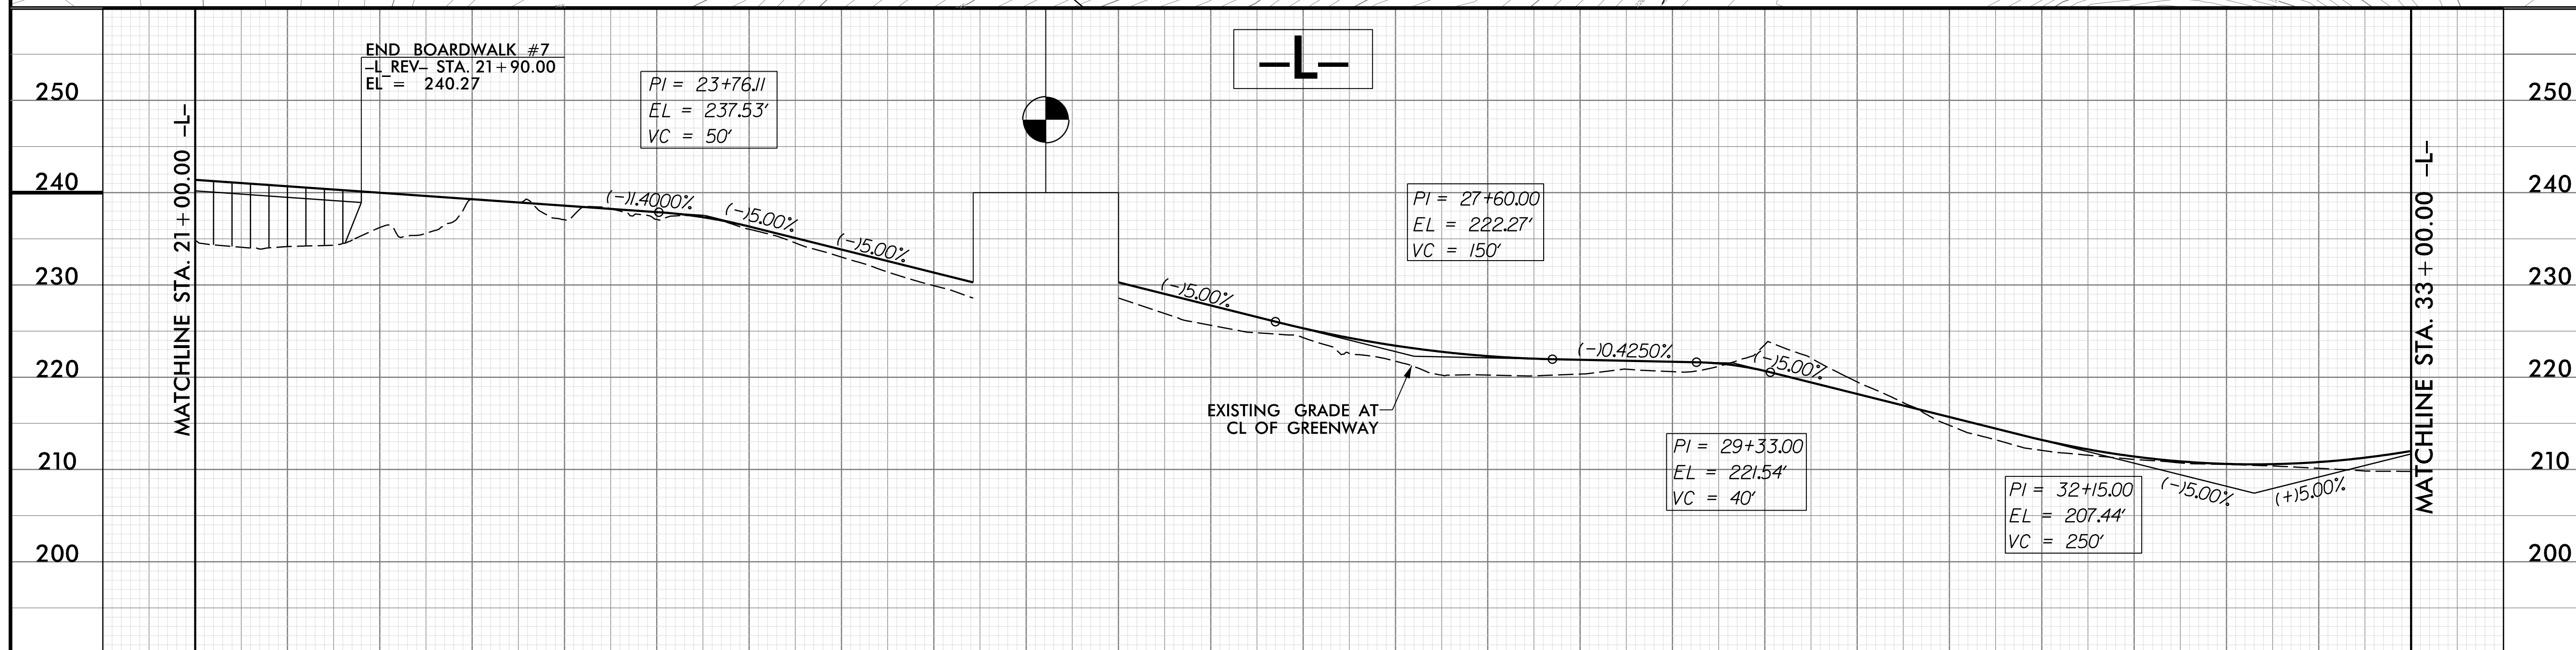 END BOARDWALK #7
–L_REV– STA. 21+90.00
EL = 240.27
PI = 23+76.11
EL = 237.53'
VC = 50'
–L–
250
250
240
240
230
230
220
220
210
210
200
200
MATCHLINE STA. 21+00.00 –L–
(-)1.4000%
(-)5.00%
(-)5.00%
(-)5.00%
PI = 27+60.00
EL = 222.27'
VC = 150'
(-)0.4250%
(-)5.00%
EXISTING GRADE AT
CL OF GREENWAY
PI = 29+33.00
EL = 221.54'
VC = 40'
PI = 32+15.00
EL = 207.44'
VC = 250'
(-)5.00%
(+)5.00%
MATCHLINE STA. 33+00.00 –L–